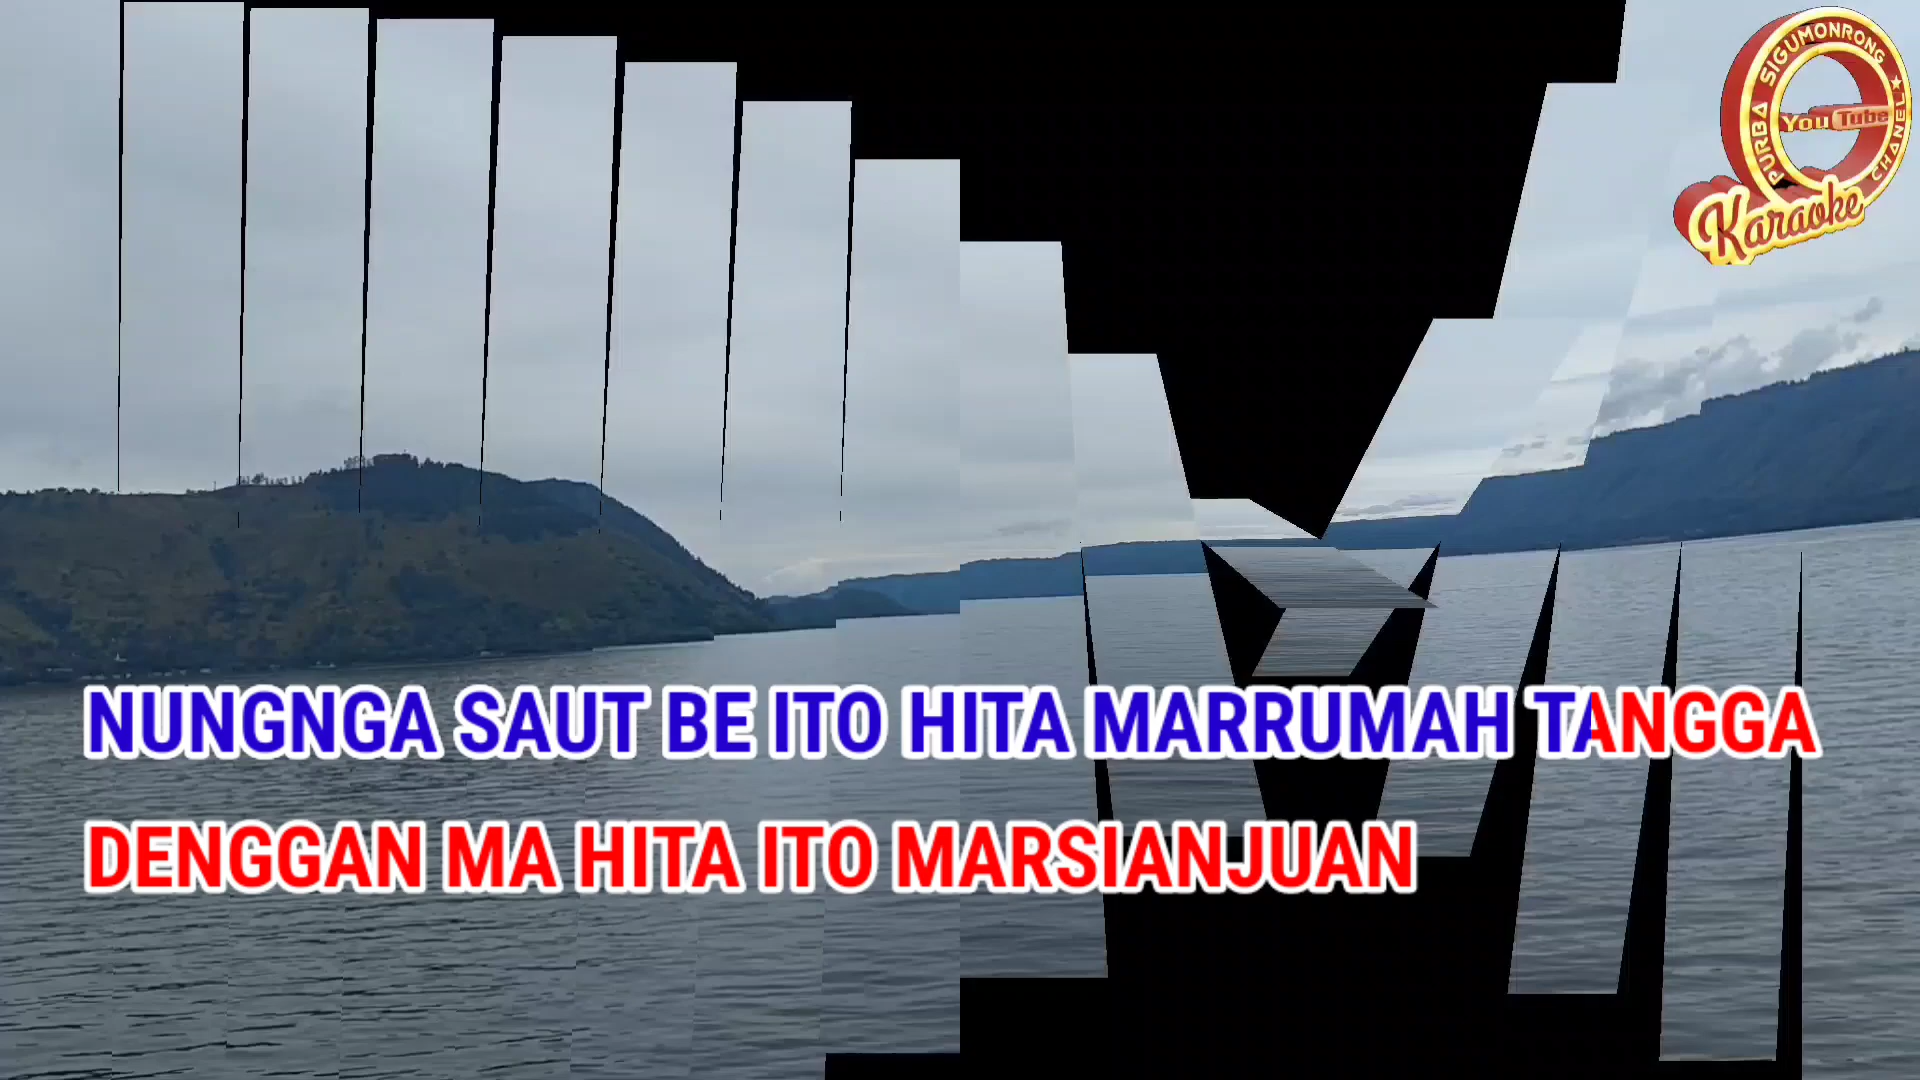 NUNGNGA SAUT BE ITO HITA MARRUMAH TANGGA
DENGGAN MA HITA ITO MARSIANJUAN
PURBA SIGUMONRONG CHANEL
YouTube
Karaoke